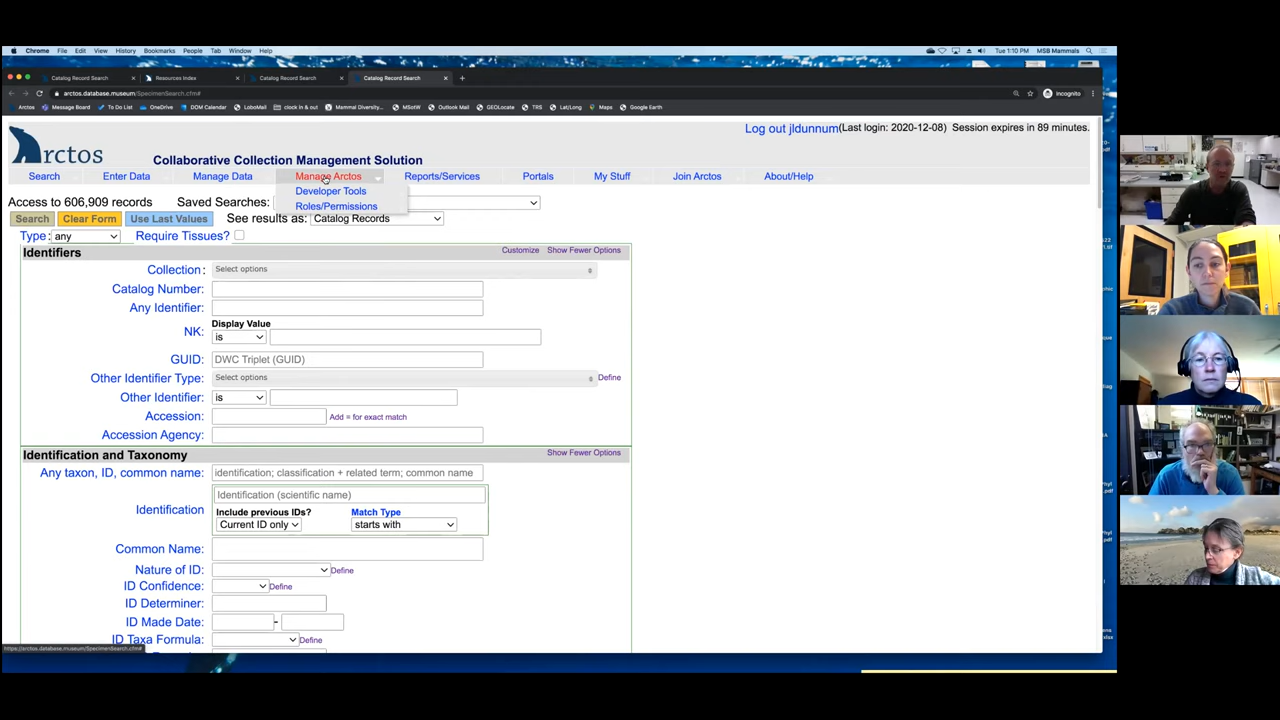 Chrome File Edit View History Bookmarks People Tab Window Help Tue 1:10 PM MSB Mammals
Catalog Record Search Resources Index Catalog Record Search Catalog Record Search
arctos.database.museum/SpecimenSearch.cfm# Incognito
Arctos Message Board To Do List OneDrive DDM Calendar LoboMail clock in & out Mammal Diversity... MSotW Outlook Mail GEOLocate TRS Lat/Long Maps Google Earth
Log out jldunnum(Last login: 2020-12-08) Session expires in 89 minutes.
Arctos Collaborative Collection Management Solution
Search Enter Data Manage Data Manage Arctos Reports/Services Portals My Stuff Join Arctos About/Help
Developer Tools
Roles/Permissions
Access to 606,909 records Saved Searches:
Search Clear Form Use Last Values See results as: Catalog Records
Type: any Require Tissues?
Identifiers Customize Show Fewer Options
Collection: Select options
Catalog Number:
Any Identifier:
Display Value
NK: is
GUID: DWC Triplet (GUID)
Other Identifier Type: Select options Define
Other Identifier: is
Accession: Add = for exact match
Accession Agency:
Identification and Taxonomy Show Fewer Options
Any taxon, ID, common name: identification; classification + related term; common name
Identification (scientific name)
Identification Include previous IDs? Match Type
Current ID only starts with
Common Name:
Nature of ID: Define
ID Confidence: Define
ID Determiner:
ID Made Date: -
ID Taxa Formula: Define
https://arctos.database.museum/SpecimenSearch.cfm#